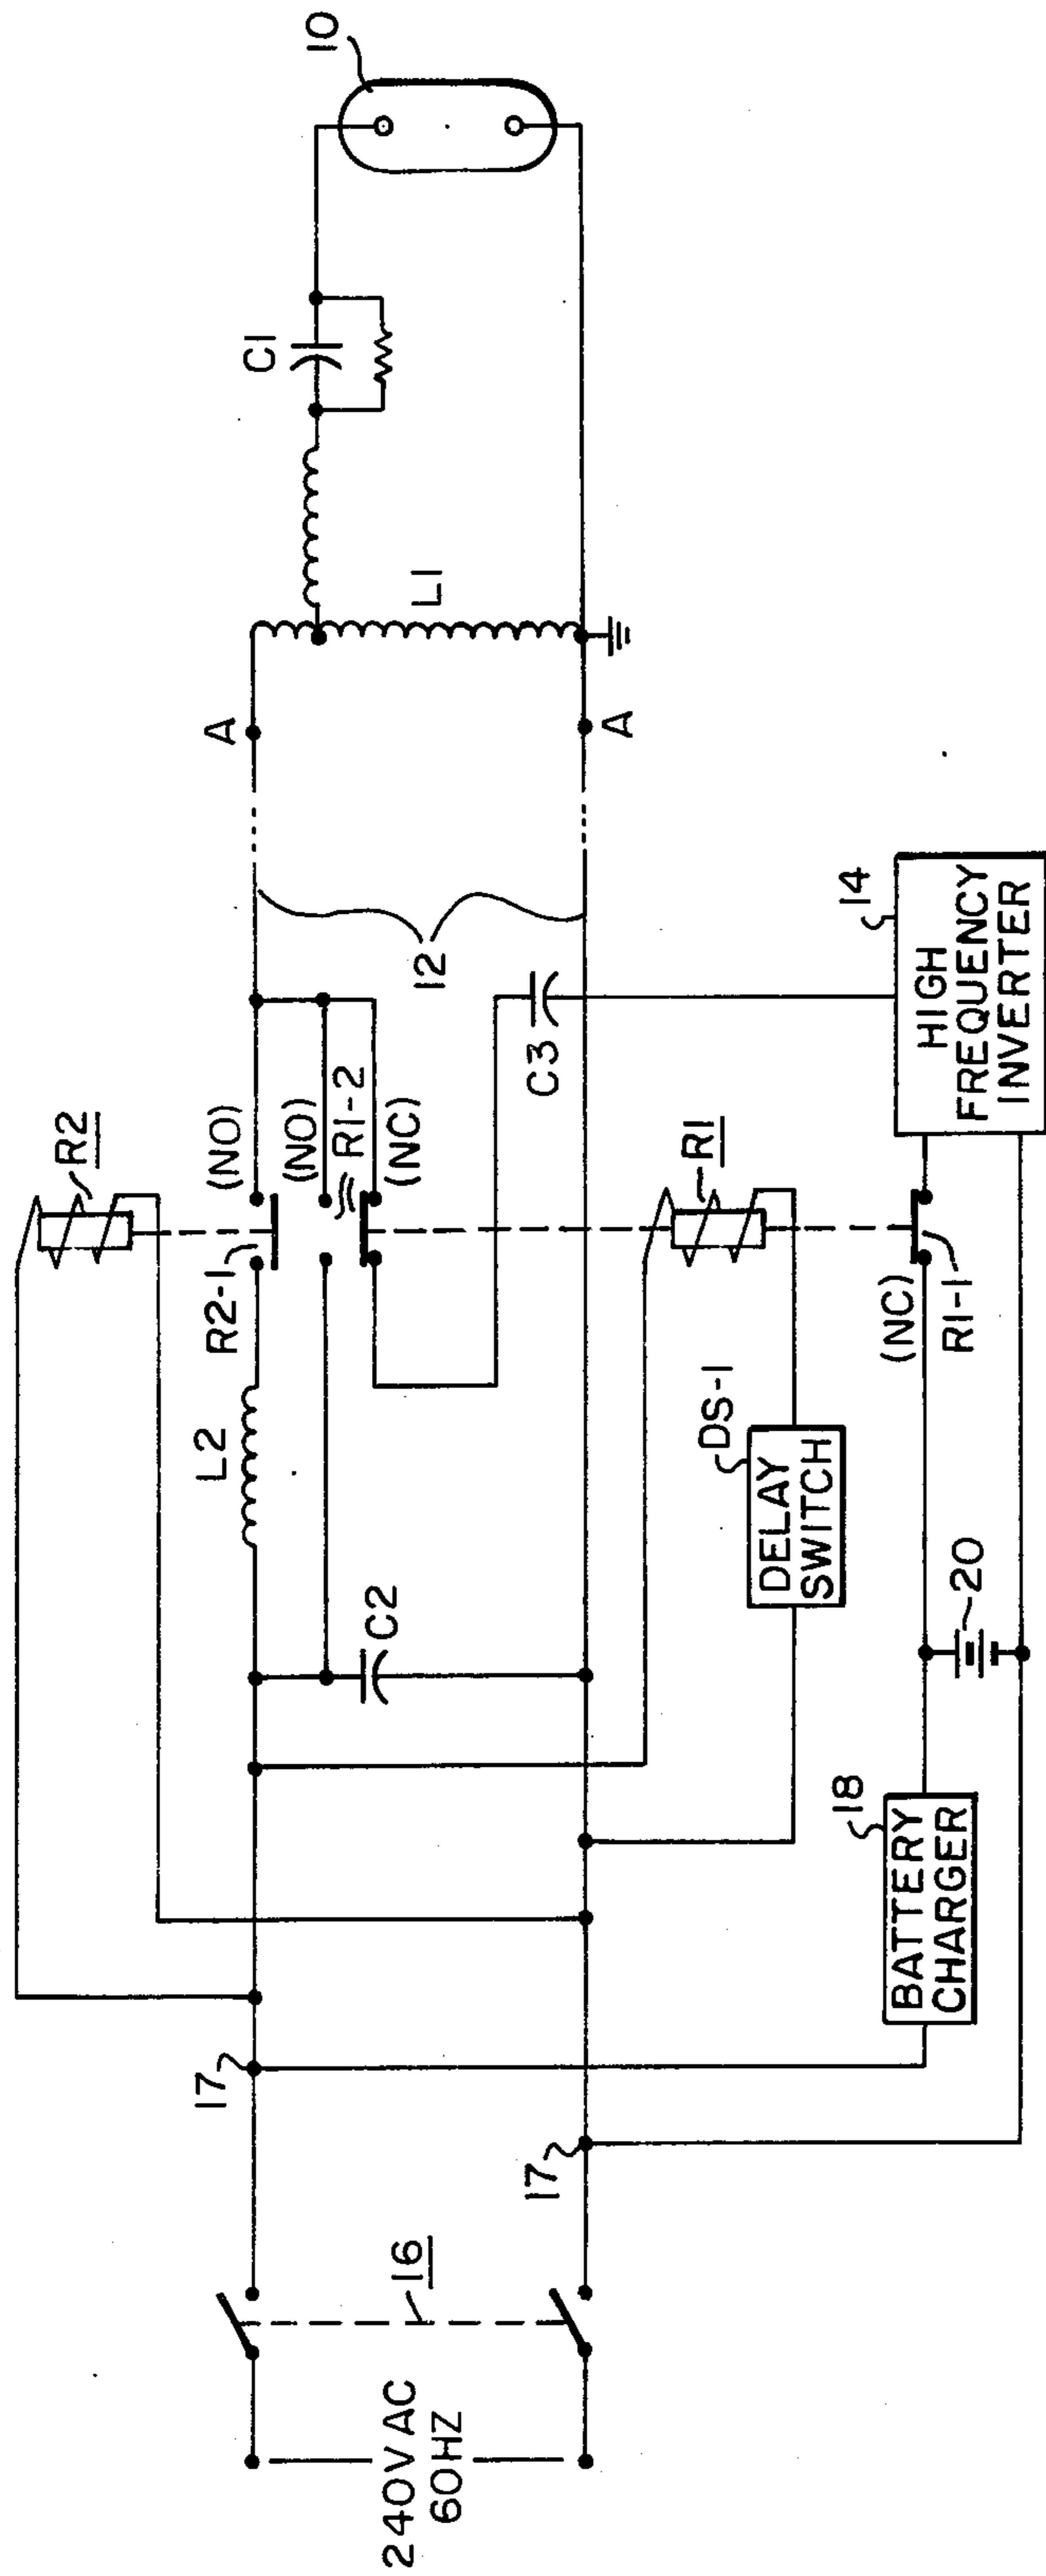 R2
R2-1
(NO)
L2
(NO)
R1-2
(NC)
C2
C3
12
A
A
L1
C1
10
17
17
16
240V AC
60HZ
R1
DS-1
DELAY
SWITCH
(NC)
R1-1
14
HIGH
FREQUENCY
INVERTER
18
BATTERY
CHARGER
20